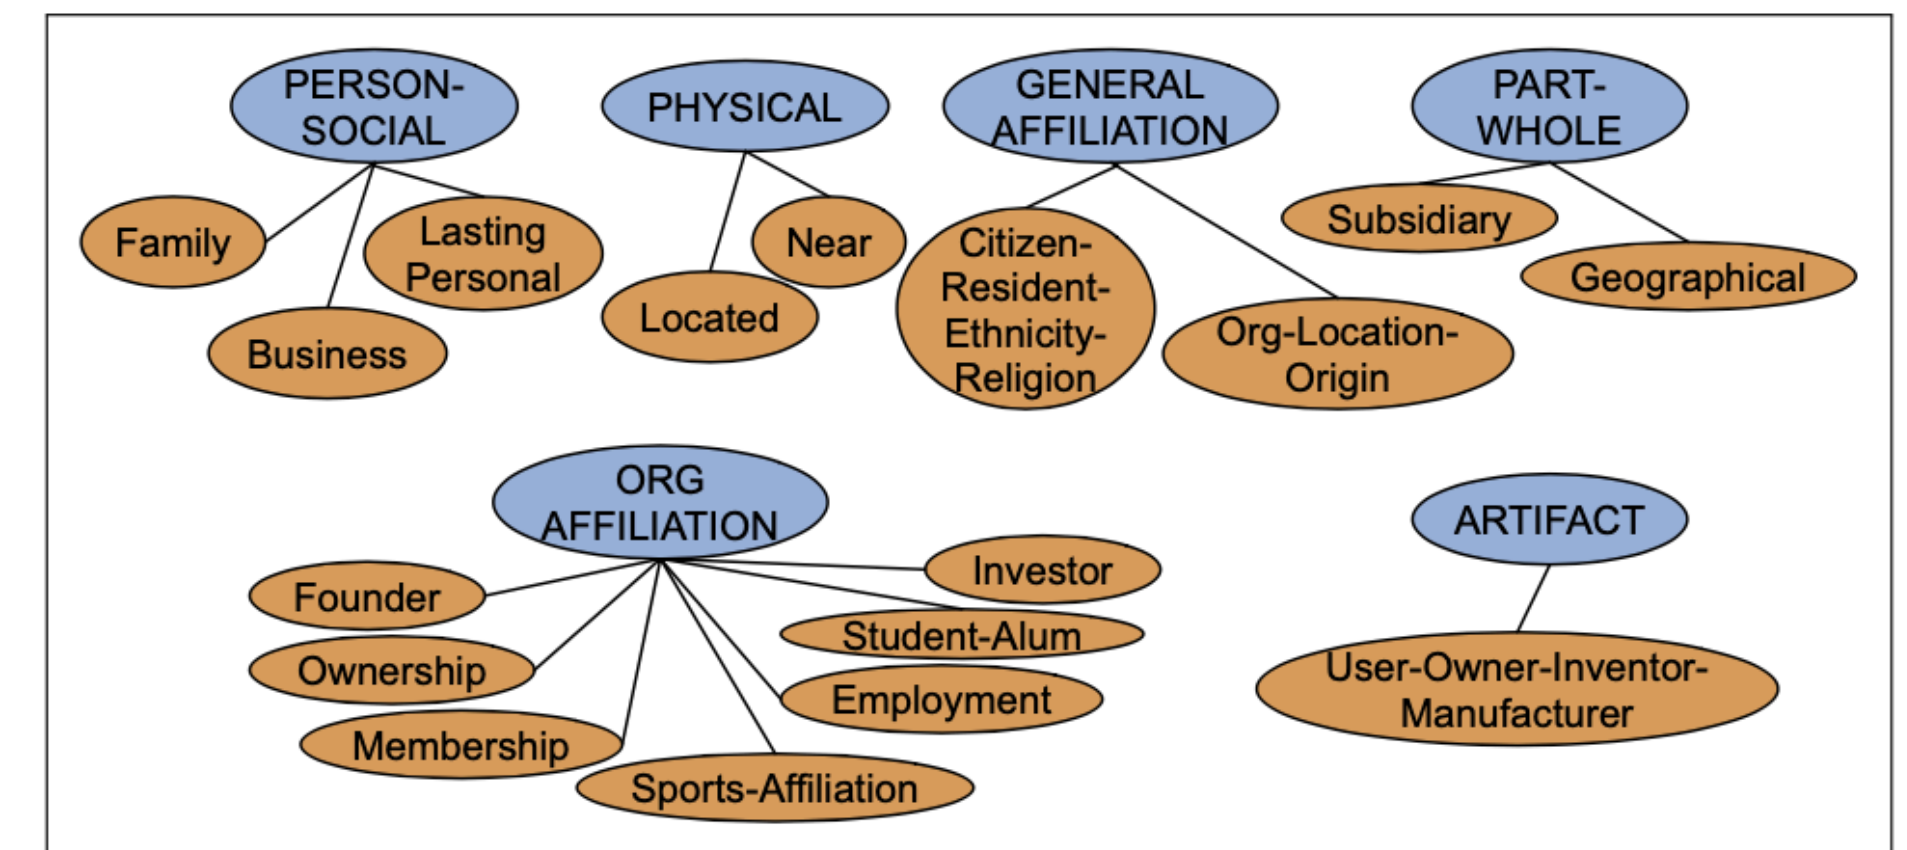 PERSON-
SOCIAL
PHYSICAL
GENERAL
AFFILIATION
PART-
WHOLE
Family
Lasting
Personal
Business
Near
Located
Citizen-
Resident-
Ethnicity-
Religion
Org-Location-
Origin
Subsidiary
Geographical
ORG
AFFILIATION
Founder
Ownership
Membership
Sports-Affiliation
Employment
Student-Alum
Investor
ARTIFACT
User-Owner-Inventor-
Manufacturer